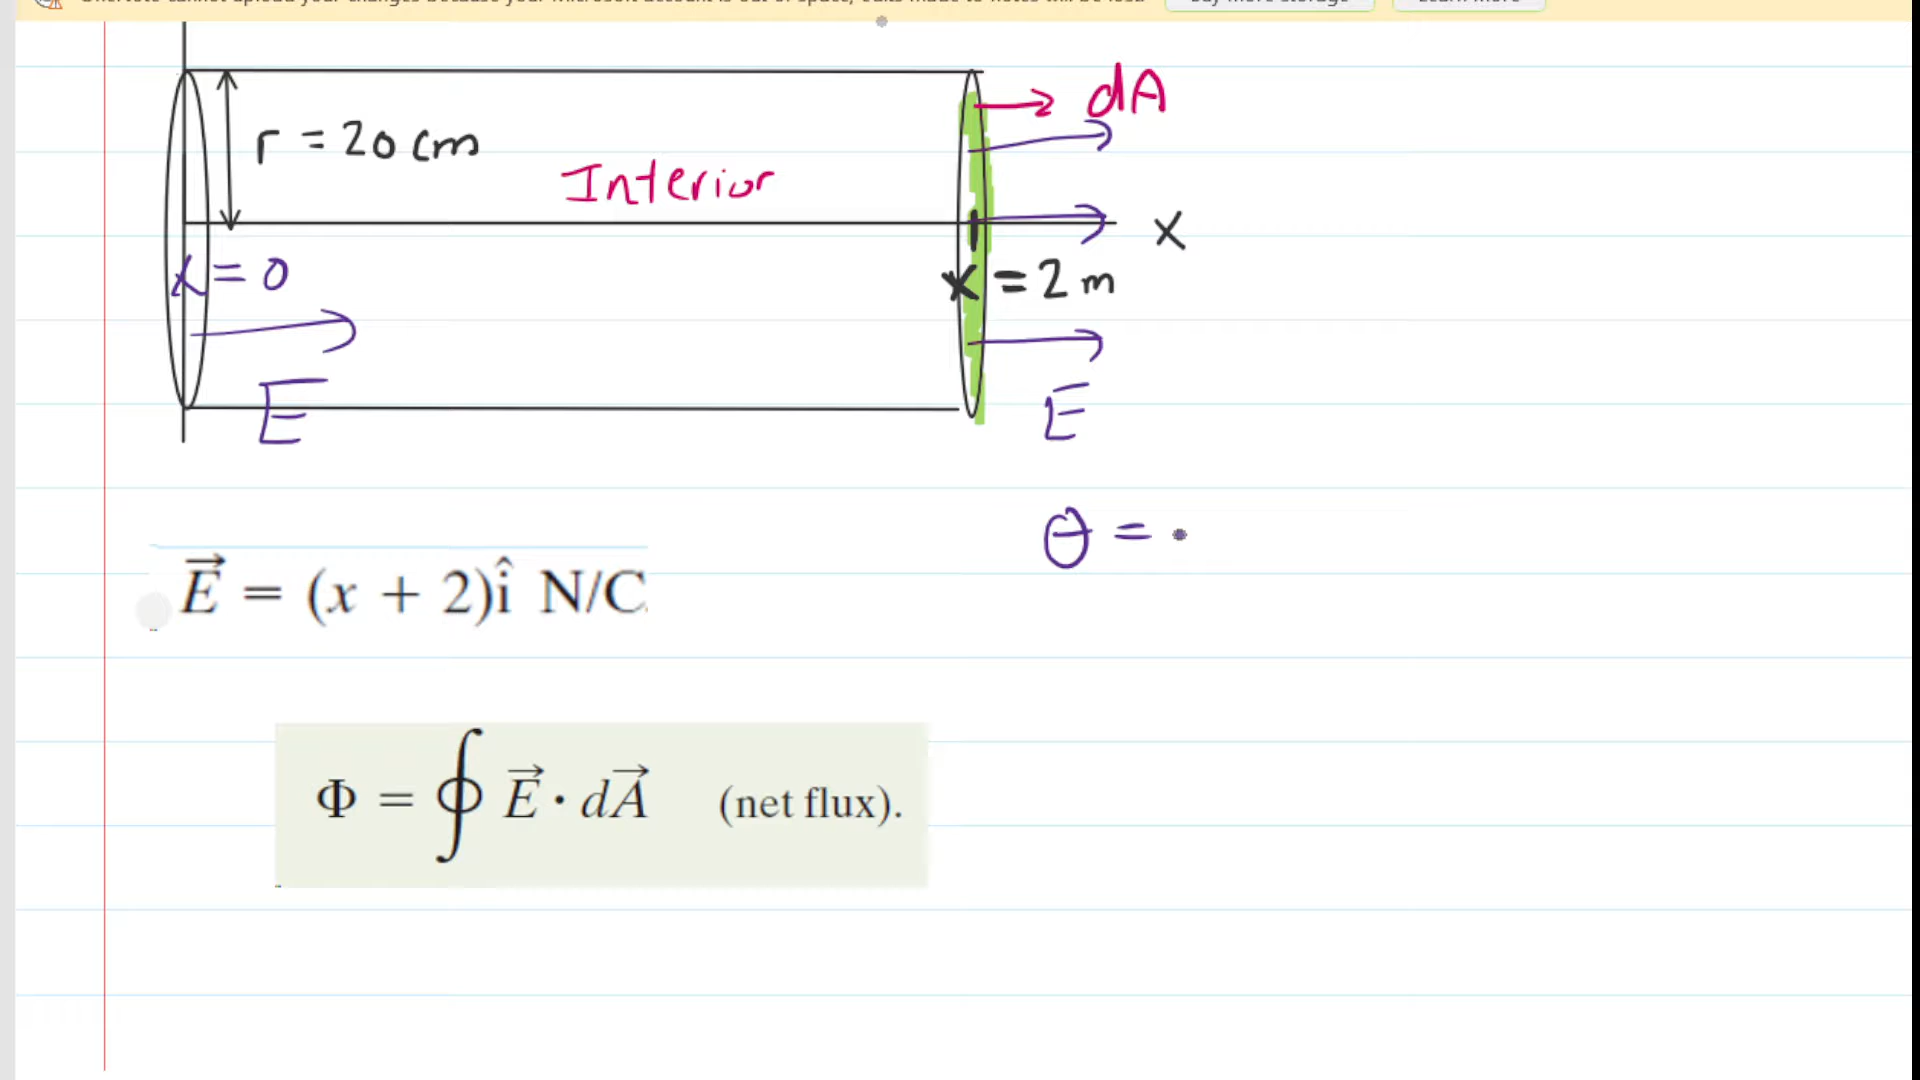 dA
r = 20 cm
Interior
x
x = 0
x = 2 m
E
E
θ =
E⃗ = (x + 2)î N/C
Φ = ∮ E⃗ · dA⃗ (net flux).